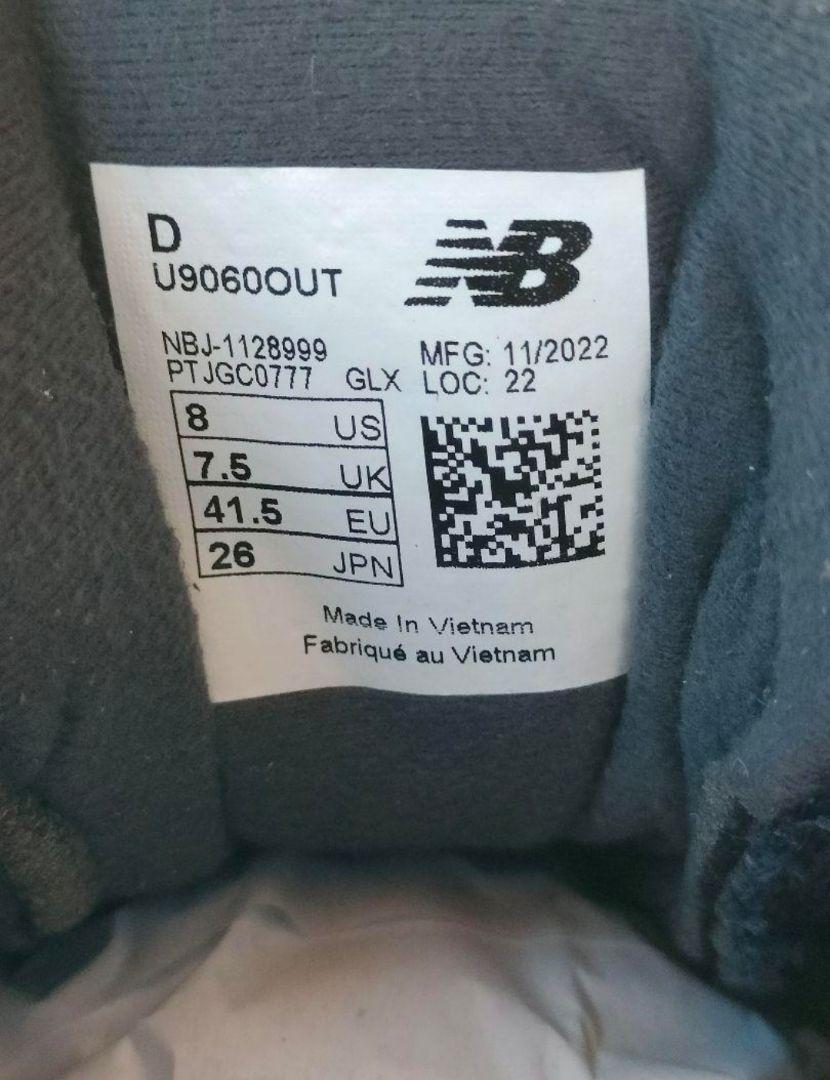 D
U9060OUT
NB
NBJ-1128999
PTJGC0777 GLX
MFG: 11/2022
LOC: 22
8 US
7.5 UK
41.5 EU
26 JPN
Made In Vietnam
Fabriqué au Vietnam